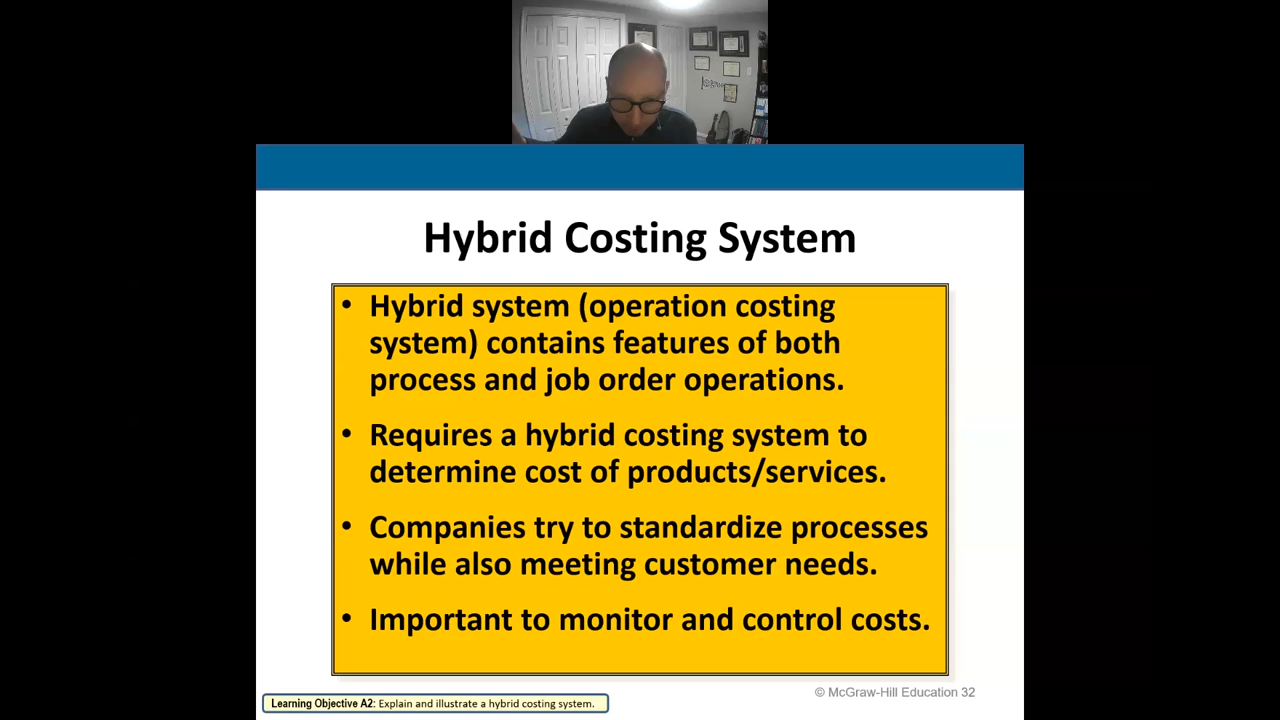 Hybrid Costing System
• Hybrid system (operation costing
system) contains features of both
process and job order operations.
• Requires a hybrid costing system to
determine cost of products/services.
• Companies try to standardize processes
while also meeting customer needs.
• Important to monitor and control costs.
© McGraw-Hill Education 32
Learning Objective A2: Explain and illustrate a hybrid costing system.